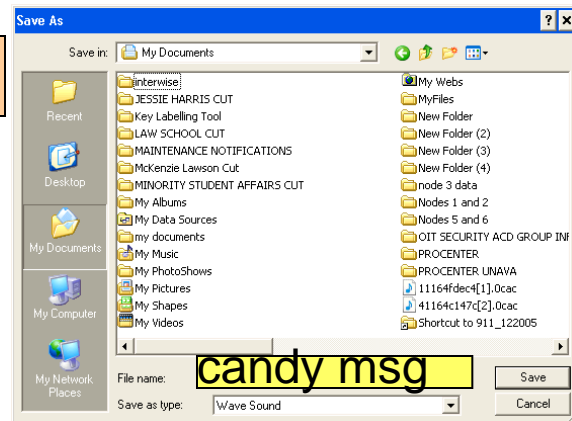 Save As
Save in: My Documents
Recent
Desktop
My Documents
My Computer
My Network
Places
interwise
JESSIE HARRIS CUT
Key Labelling Tool
LAW SCHOOL CUT
MAINTENANCE NOTIFICATIONS
McKenzie Lawson Cut
MINORITY STUDENT AFFAIRS CUT
My Albums
My Data Sources
my documents
My Music
My PhotoShows
My Pictures
My Shapes
My Videos
My Webs
MyFiles
New Folder
New Folder (2)
New Folder (3)
New Folder (4)
node 3 data
Nodes 1 and 2
Nodes 5 and 6
OIT SECURITY ACD GROUP INF
PROCENTER
PROCENTER UNAVA
11164fdec4[1].0cac
41164c147c[2].0cac
Shortcut to 911_122005
File name: candy msg Save
Save as type: Wave Sound Cancel